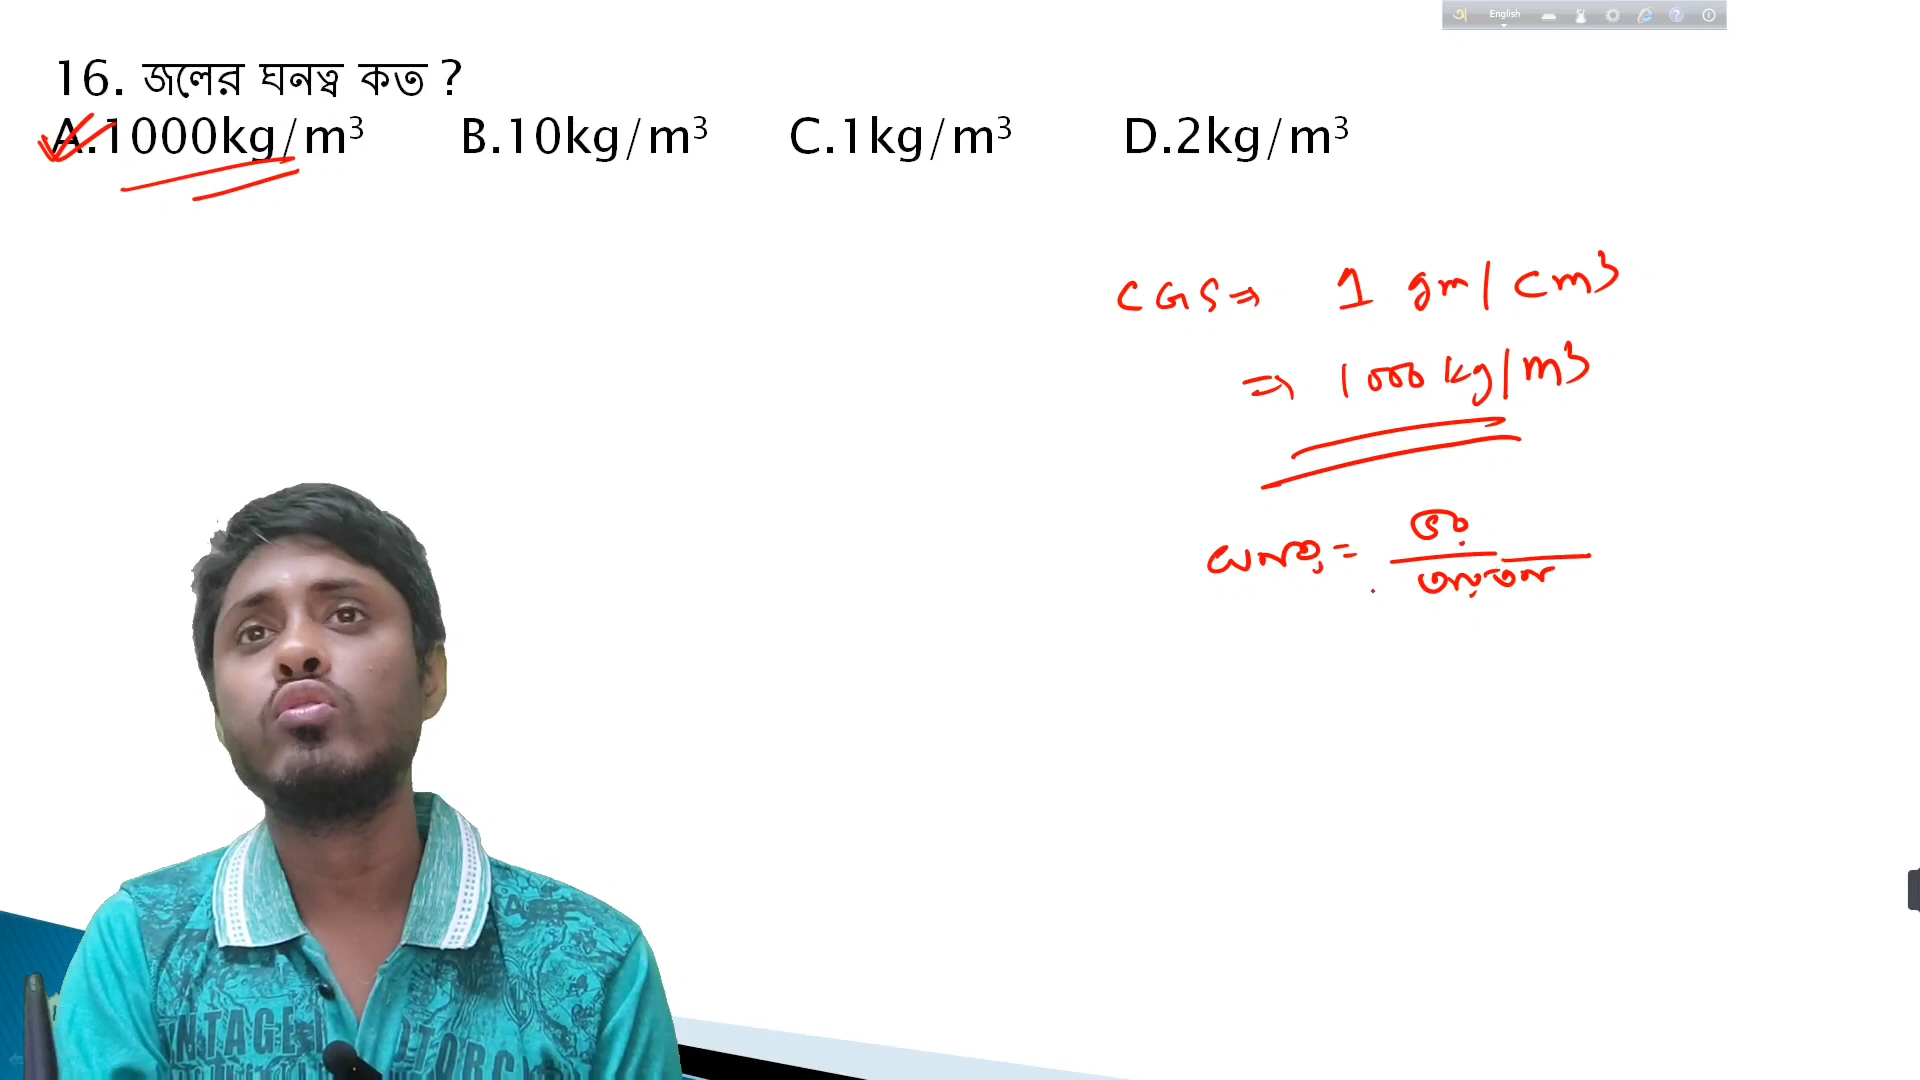 English
16. জলের ঘনত্ব কত ?
A.1000kg/m³ B.10kg/m³ C.1kg/m³ D.2kg/m³
CGS ⇒ 1 gm/cm³
⇒ 1000 kg/m³
ঘনত্ব = ভর
আয়তন